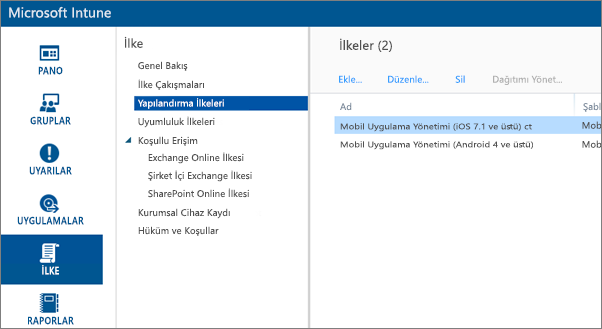 Microsoft Intune
PANO
GRUPLAR
UYARILAR
UYGULAMALAR
İLKE
RAPORLAR
İlke
Genel Bakış
İlke Çakışmaları
Yapılandırma İlkeleri
Uyumluluk İlkeleri
Koşullu Erişim
Exchange Online İlkesi
Şirket İçi Exchange İlkesi
SharePoint Online İlkesi
Kurumsal Cihaz Kaydı
Hüküm ve Koşullar
İlkeler (2)
Ekle... Düzenle... Sil Dağıtımı Yönet...
Ad Şabl
Mobil Uygulama Yönetimi (iOS 7.1 ve üstü) ct Mob
Mobil Uygulama Yönetimi (Android 4 ve üstü) Mob